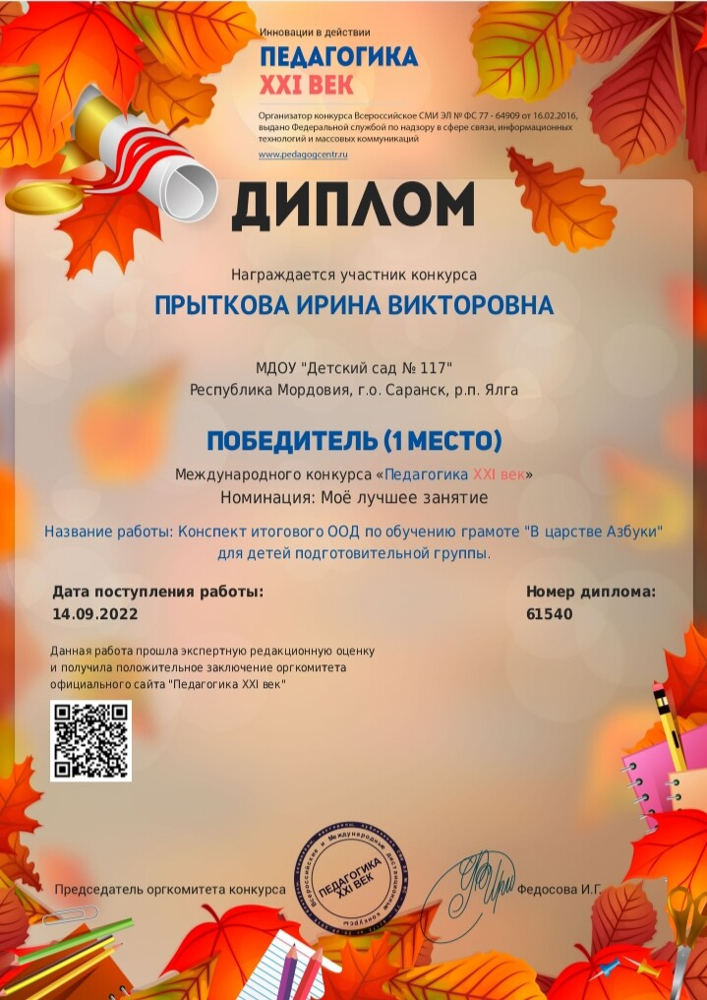 Инновации в действии
ПЕДАГОГИКА
XXI ВЕК
Организатор конкурса Всероссийское СМИ ЭЛ № ФС 77 - 64909 от 16.02.2016,
выдано Федеральной службой по надзору в сфере связи, информационных
технологий и массовых коммуникаций
www.pedagogcentr.ru
ДИПЛОМ
Награждается участник конкурса
ПРЫТКОВА ИРИНА ВИКТОРОВНА
МДОУ "Детский сад № 117"
Республика Мордовия, г.о. Саранск, р.п. Ялга
ПОБЕДИТЕЛЬ (1 МЕСТО)
Международного конкурса «Педагогика XXI век»
Номинация: Моё лучшее занятие
Название работы: Конспект итогового ООД по обучению грамоте "В царстве Азбуки"
для детей подготовительной группы.
Дата поступления работы:
14.09.2022
Номер диплома:
61540
Данная работа прошла экспертную редакционную оценку
и получила положительное заключение оргкомитета
официального сайта "Педагогика XXI век"
Председатель оргкомитета конкурса
Всероссийские и Международные дистанционные конкурсы
ПЕДАГОГИКА
XXI ВЕК
Федосова И.Г.